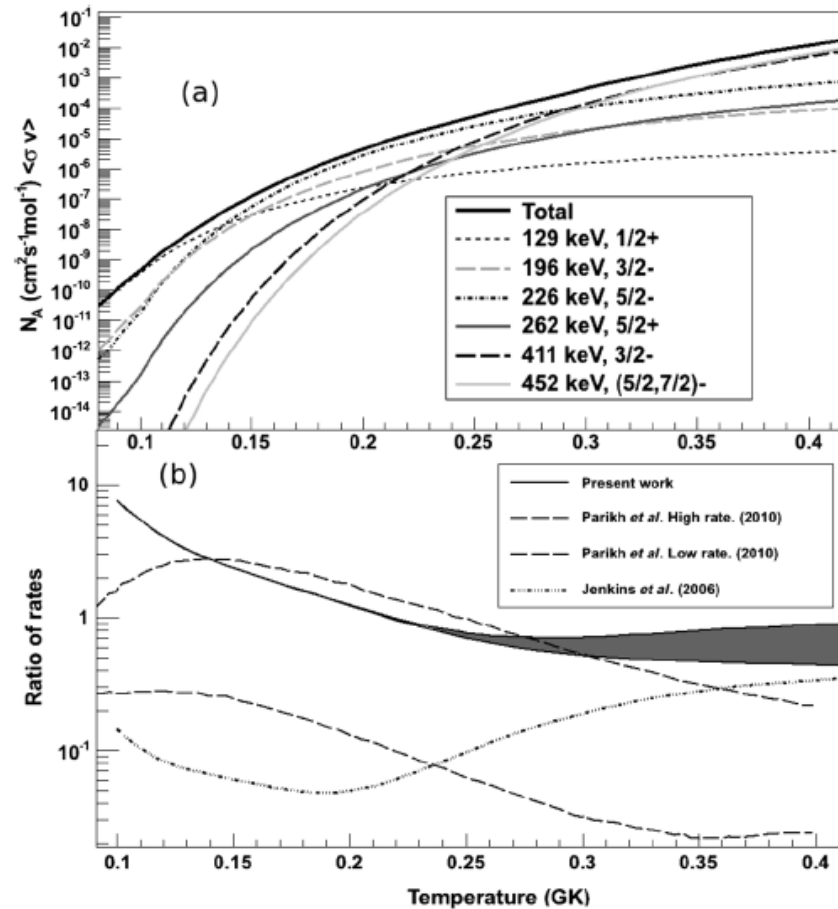 10⁻¹
10⁻²
10⁻³
10⁻⁴
10⁻⁵
10⁻⁶
10⁻⁷
10⁻⁸
10⁻⁹
10⁻¹⁰
10⁻¹¹
10⁻¹²
10⁻¹³
10⁻¹⁴
N_A (cm²s⁻¹mol⁻¹) <σ v>
(a)
Total
129 keV, 1/2+
196 keV, 3/2-
226 keV, 5/2-
262 keV, 5/2+
411 keV, 3/2-
452 keV, (5/2,7/2)-
0.1 0.15 0.2 0.25 0.3 0.35 0.4
(b)
Present work
Parikh et al. High rate. (2010)
Parikh et al. Low rate. (2010)
Jenkins et al. (2006)
10
1
10⁻¹
Ratio of rates
0.1 0.15 0.2 0.25 0.3 0.35 0.4
Temperature (GK)